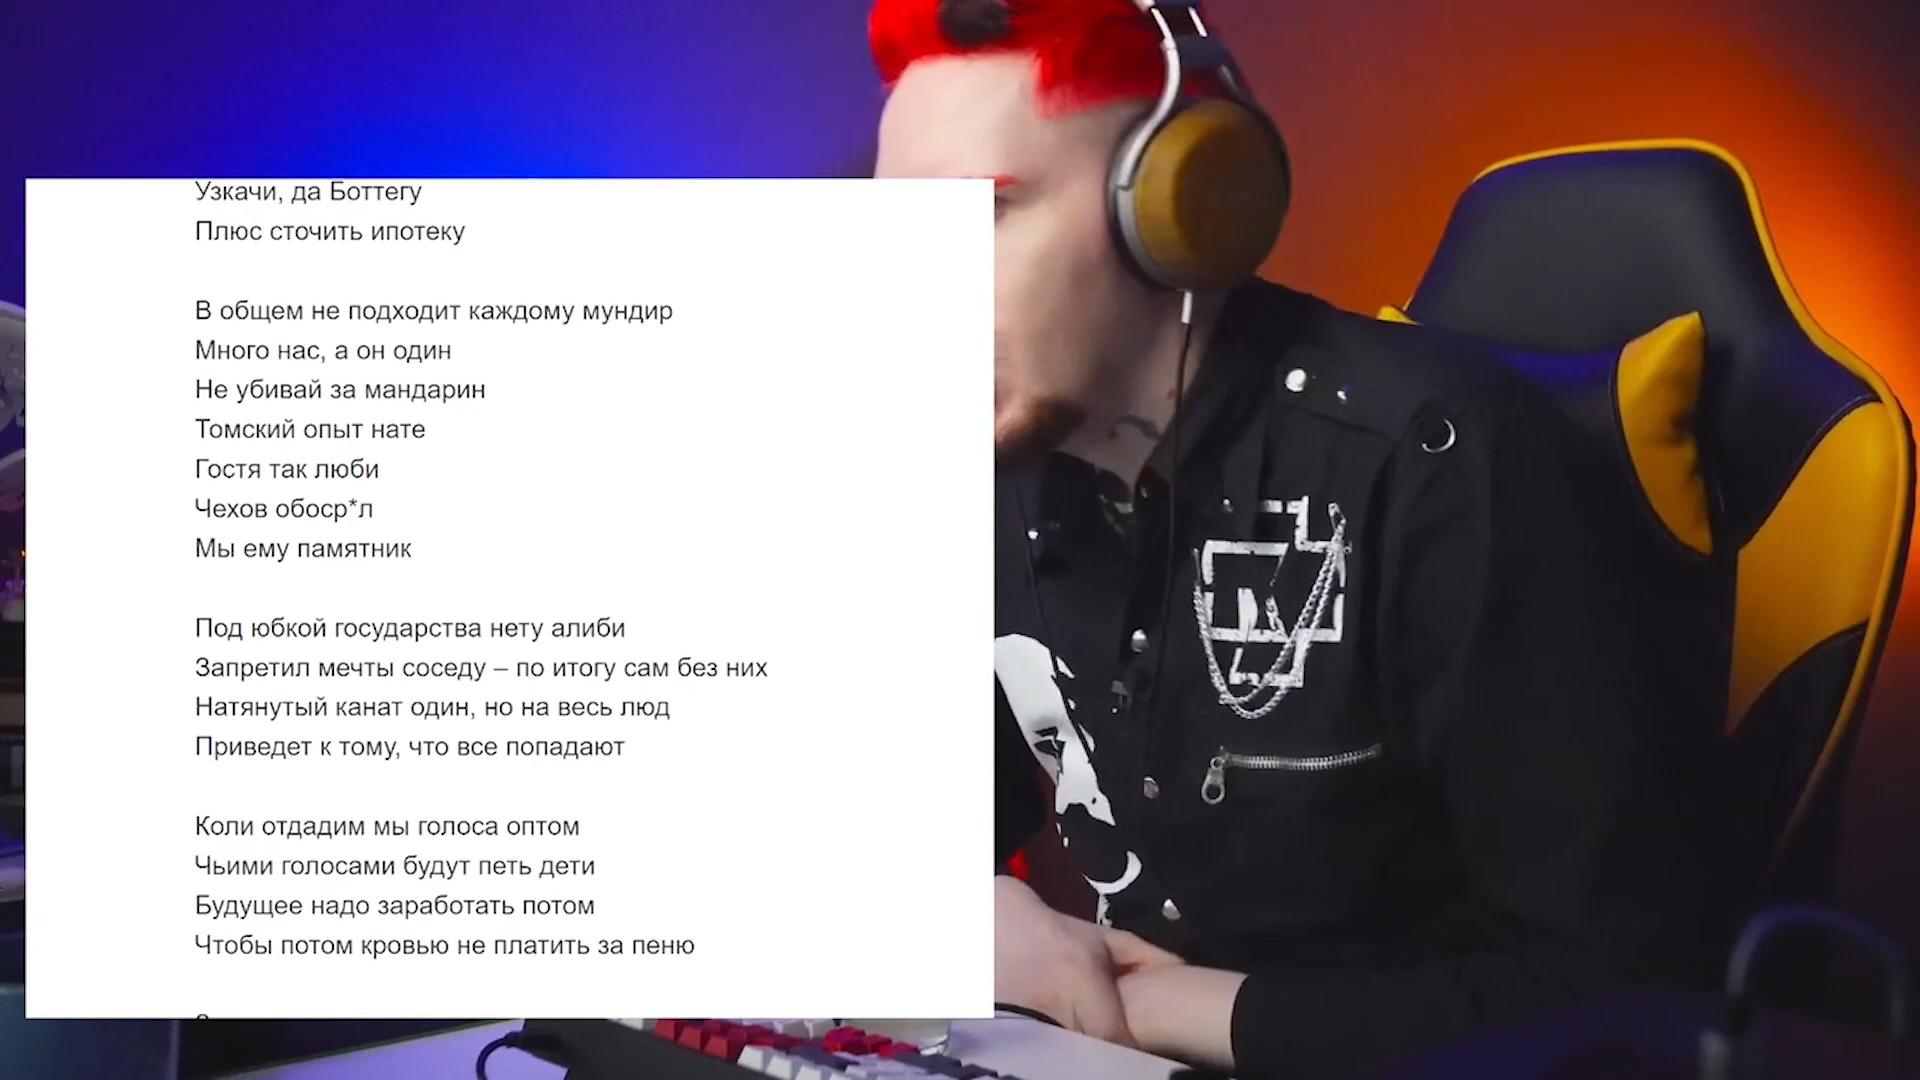 Узкачи, да Боттегу
Плюс сточить ипотеку
В общем не подходит каждому мундир
Много нас, а он один
Не убивай за мандарин
Томский опыт нате
Гостя так люби
Чехов обоср*л
Мы ему памятник
Под юбкой государства нету алиби
Запретил мечты соседу – по итогу сам без них
Натянутый канат один, но на весь люд
Приведет к тому, что все попадают
Коли отдадим мы голоса оптом
Чьими голосами будут петь дети
Будущее надо заработать потом
Чтобы потом кровью не платить за пеню